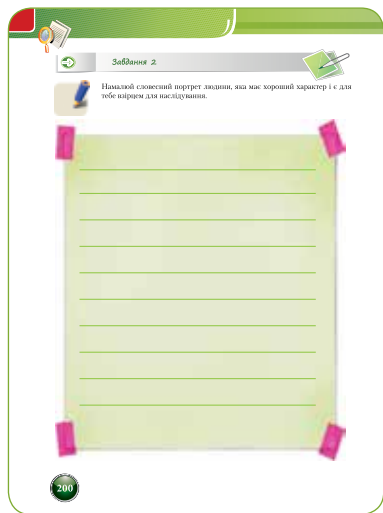 Завдання 2
Намалюй словесний портрет людини, яка має хороший характер і є для
тебе взірцем для наслідування.
200